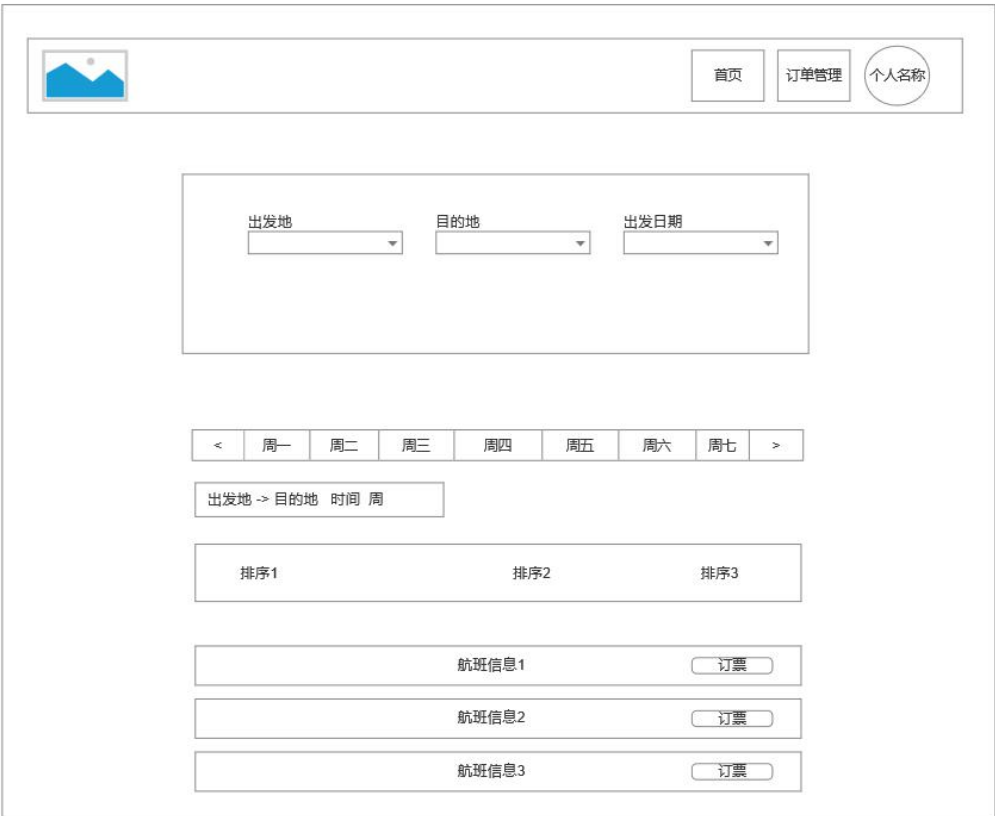 首页 订单管理 个人名称
出发地 目的地 出发日期
< 周一 周二 周三 周四 周五 周六 周七 >
出发地 -> 目的地 时间 周
排序1 排序2 排序3
航班信息1 订票
航班信息2 订票
航班信息3 订票